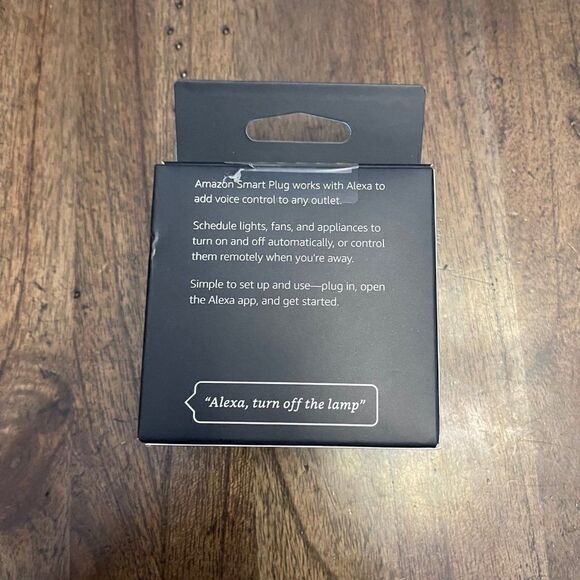 Amazon Smart Plug works with Alexa to
add voice control to any outlet.
Schedule lights, fans, and appliances to
turn on and off automatically, or control
them remotely when you're away.
Simple to set up and use—plug in, open
the Alexa app, and get started.
"Alexa, turn off the lamp"